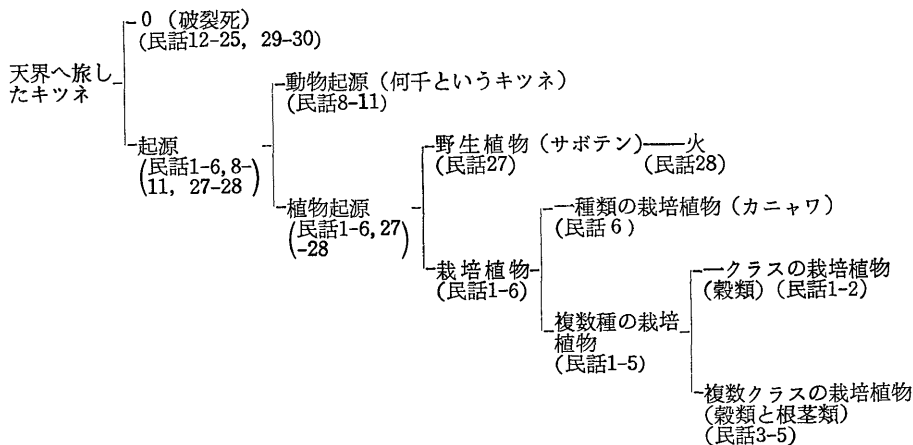 0 (破裂死)
(民話12-25, 29-30)
天界へ旅し
たキツネ
動物起源(何千というキツネ)
(民話8-11)
起源
(民話1-6, 8-
11, 27-28)
野生植物(サボテン)——火
(民話27)
(民話28)
植物起源
(民話1-6, 27
-28)
一種類の栽培植物(カニャワ)
(民話6)
栽培植物
(民話1-6)
一クラスの栽培植物
(穀類)(民話1-2)
複数種の栽培
植物
(民話1-5)
複数クラスの栽培植物
(穀類と根茎類)
(民話3-5)